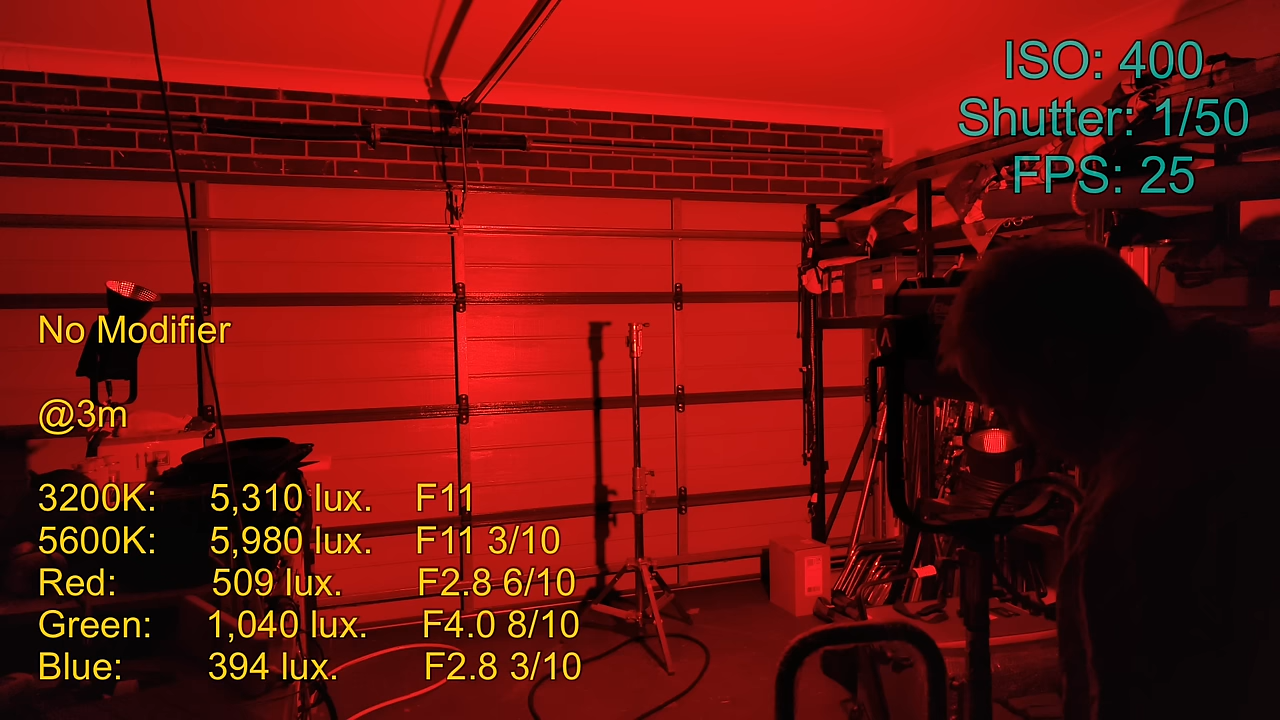 ISO: 400
Shutter: 1/50
FPS: 25
No Modifier
@3m
3200K: 5,310 lux. F11
5600K: 5,980 lux. F11 3/10
Red: 509 lux. F2.8 6/10
Green: 1,040 lux. F4.0 8/10
Blue: 394 lux. F2.8 3/10